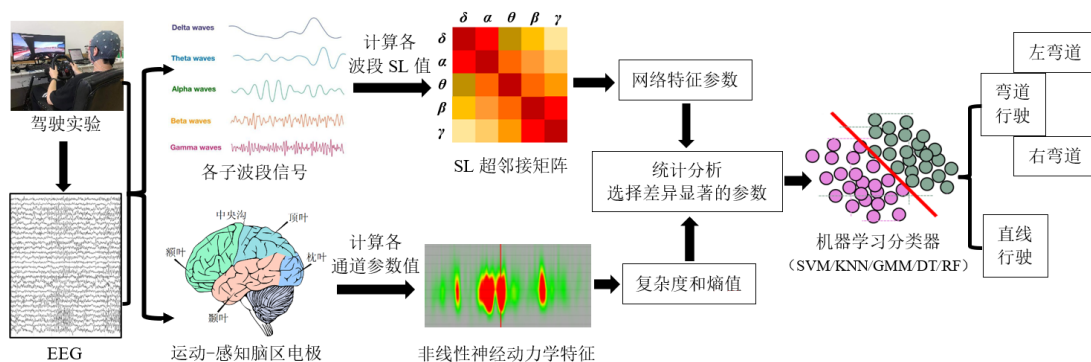 驾驶实验
EEG
Delta waves
Theta waves
Alpha waves
Beta waves
Gamma waves
各子波段信号
计算各
波段 SL 值
δ α θ β γ
δ
α
θ
β
γ
SL 超邻接矩阵
网络特征参数
中央沟
顶叶
额叶
枕叶
颞叶
运动-感知脑区电极
计算各
通道参数值
非线性神经动力学特征
复杂度和熵值
统计分析
选择差异显著的参数
机器学习分类器
（SVM/KNN/GMM/DT/RF）
左弯道
弯道
行驶
右弯道
直线
行驶